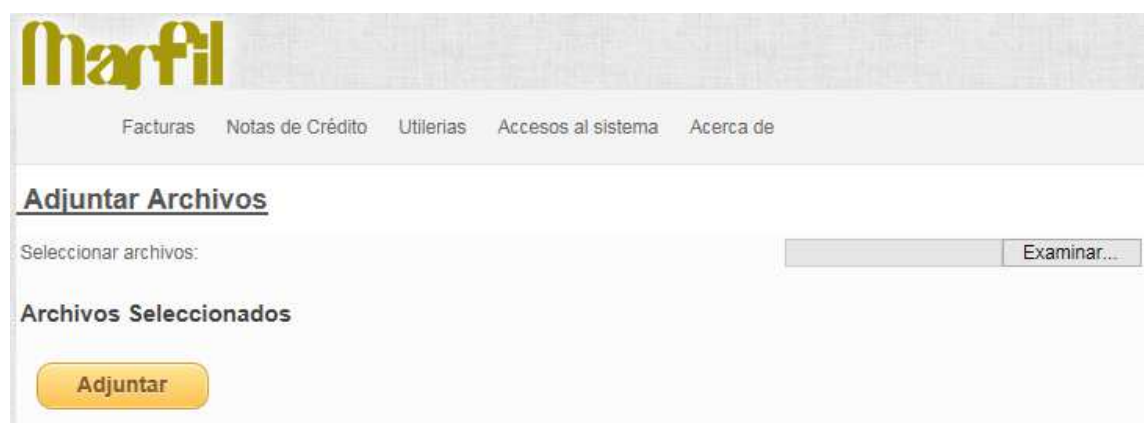 Marfil
Facturas Notas de Crédito Utilerias Accesos al sistema Acerca de
Adjuntar Archivos
Seleccionar archivos: Examinar...
Archivos Seleccionados
Adjuntar